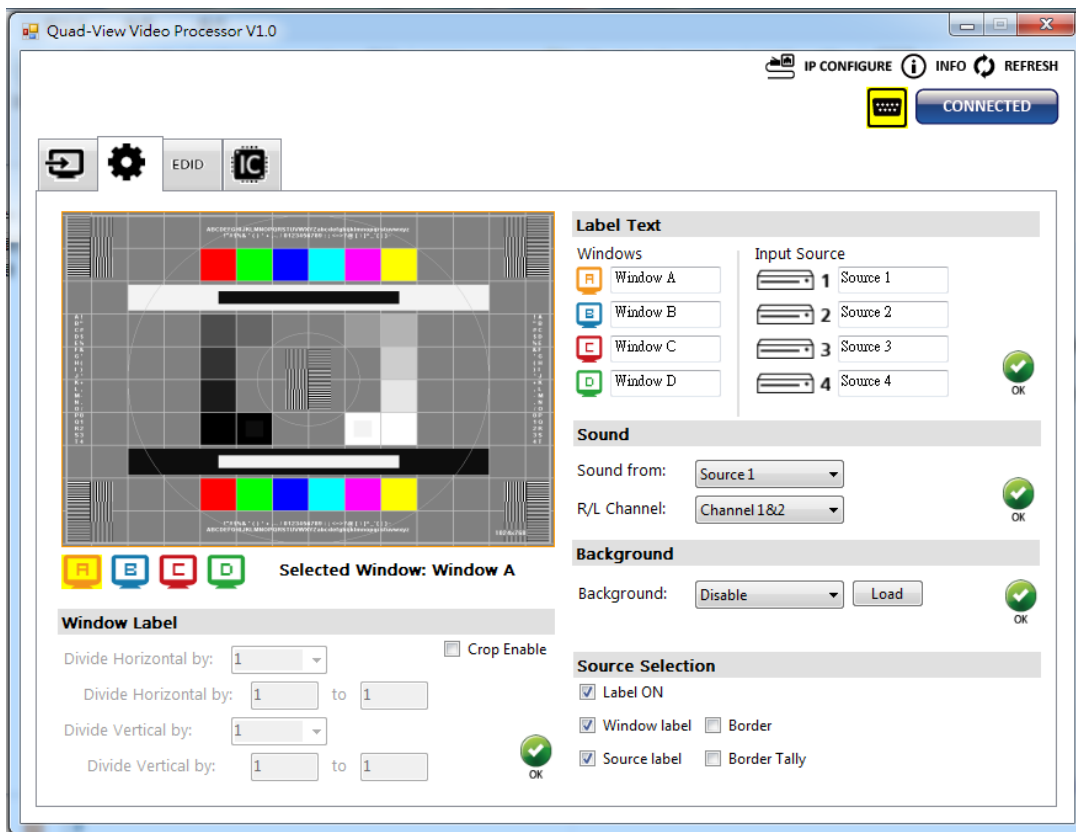 Quad-View Video Processor V1.0
IP CONFIGURE INFO REFRESH
CONNECTED
EDID IC
1024x768
A B C D Selected Window: Window A
Window Label
Crop Enable
Divide Horizontal by: 1
Divide Horizontal by: 1 to 1
Divide Vertical by: 1
Divide Vertical by: 1 to 1
OK
Label Text
Windows Input Source
A Window A 1 Source 1
B Window B 2 Source 2
C Window C 3 Source 3
D Window D 4 Source 4
OK
Sound
Sound from: Source 1
R/L Channel: Channel 1&2
OK
Background
Background: Disable Load
OK
Source Selection
Label ON
Window label Border
Source label Border Tally